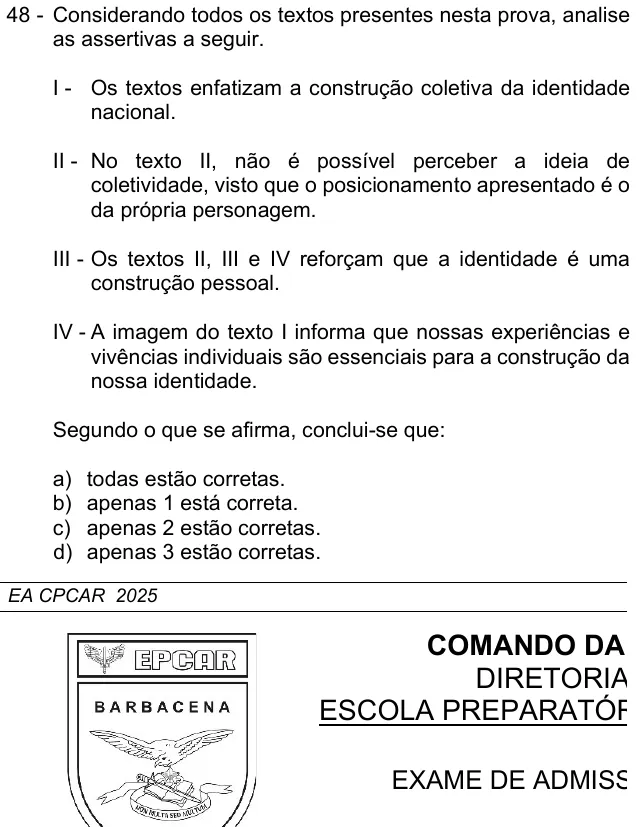 48 - Considerando todos os textos presentes nesta prova, analise
as assertivas a seguir.
I - Os textos enfatizam a construção coletiva da identidade
nacional.
II - No texto II, não é possível perceber a ideia de
coletividade, visto que o posicionamento apresentado é o
da própria personagem.
III - Os textos II, III e IV reforçam que a identidade é uma
construção pessoal.
IV - A imagem do texto I informa que nossas experiências e
vivências individuais são essenciais para a construção da
nossa identidade.
Segundo o que se afirma, conclui-se que:
a) todas estão corretas.
b) apenas 1 está correta.
c) apenas 2 estão corretas.
d) apenas 3 estão corretas.
EA CPCAR 2025
EPCAR
BARBACENA
NON MULTA SED MULTUM
COMANDO DA
DIRETORIA
ESCOLA PREPARATÓR
EXAME DE ADMISS